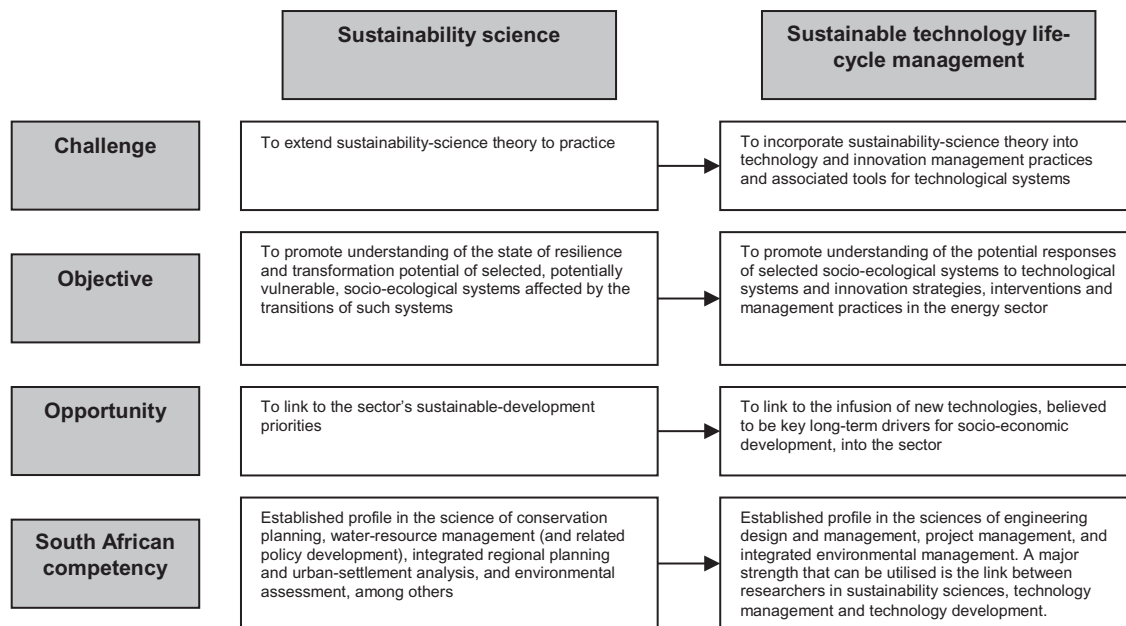 Sustainability science
Sustainable technology life-
cycle management
Challenge
To extend sustainability-science theory to practice
To incorporate sustainability-science theory into
technology and innovation management practices
and associated tools for technological systems
Objective
To promote understanding of the state of resilience
and transformation potential of selected, potentially
vulnerable, socio-ecological systems affected by the
transitions of such systems
To promote understanding of the potential responses
of selected socio-ecological systems to technological
systems and innovation strategies, interventions and
management practices in the energy sector
Opportunity
To link to the sector's sustainable-development
priorities
To link to the infusion of new technologies, believed
to be key long-term drivers for socio-economic
development, into the sector
South African
competency
Established profile in the science of conservation
planning, water-resource management (and related
policy development), integrated regional planning
and urban-settlement analysis, and environmental
assessment, among others
Established profile in the sciences of engineering
design and management, project management, and
integrated environmental management. A major
strength that can be utilised is the link between
researchers in sustainability sciences, technology
management and technology development.